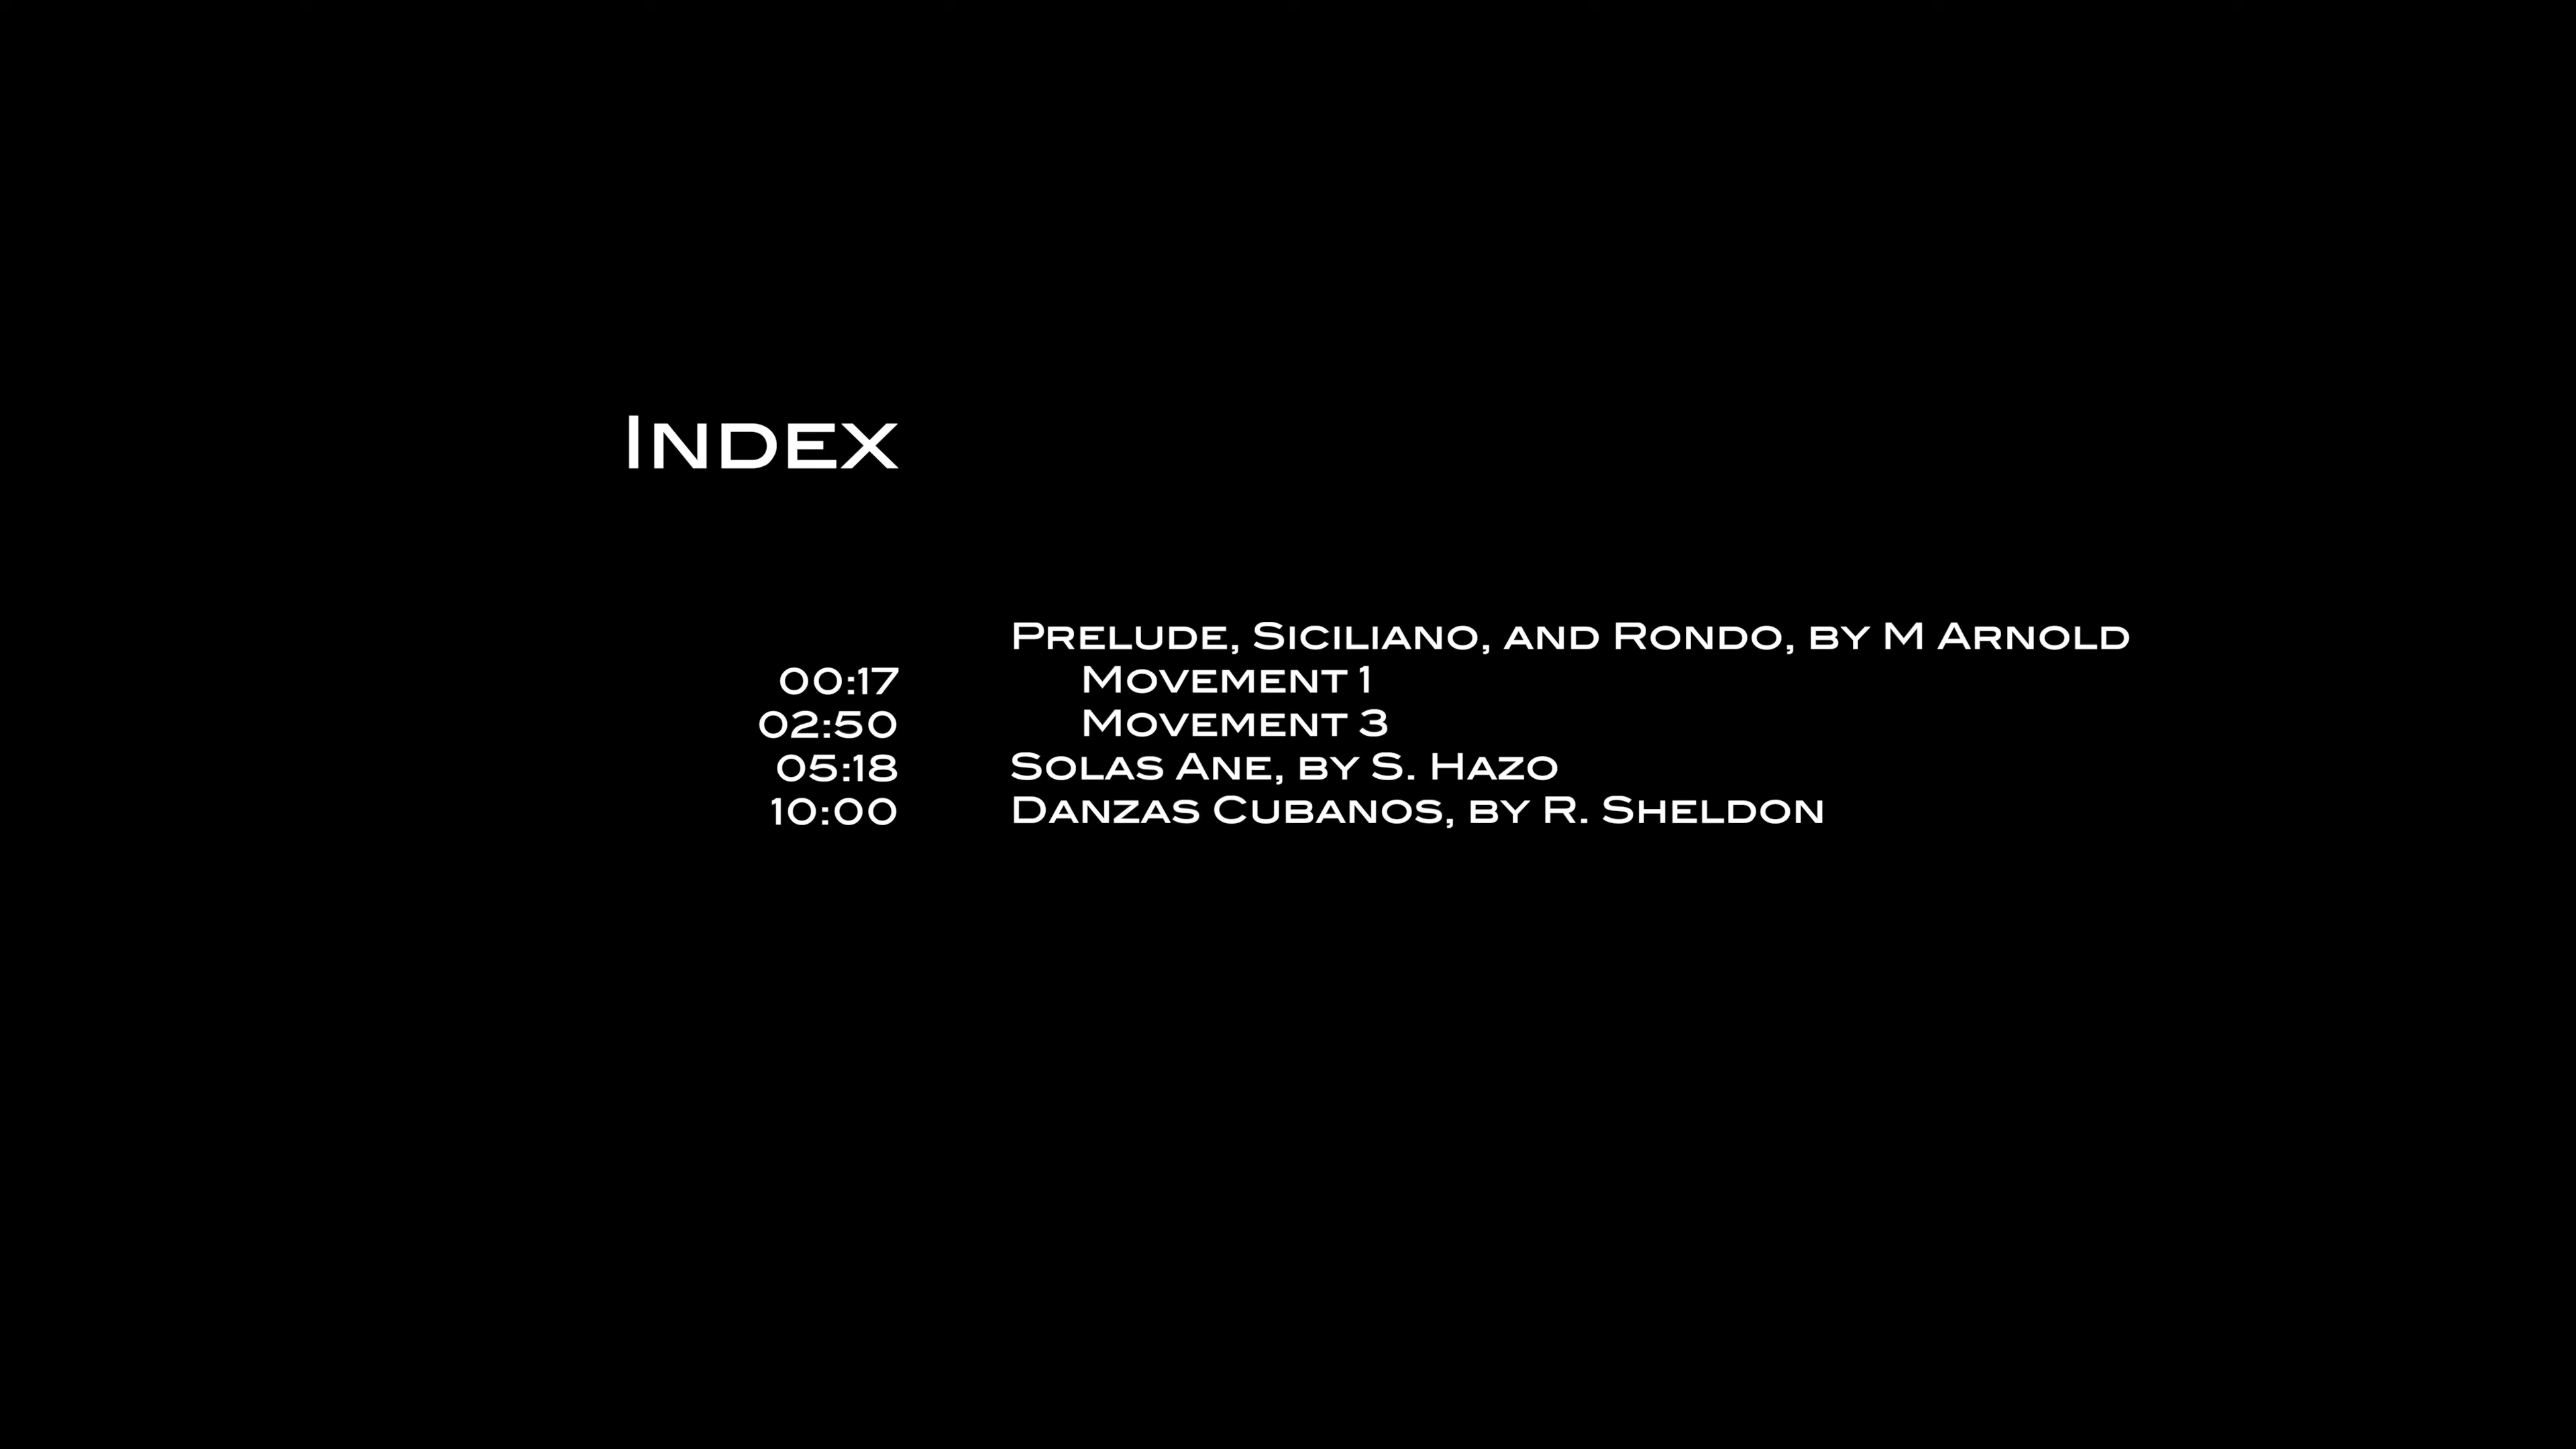 Index
Prelude, Siciliano, and Rondo, by M Arnold
00:17 Movement 1
02:50 Movement 3
05:18 Solas Ane, by S. Hazo
10:00 Danzas Cubanos, by R. Sheldon